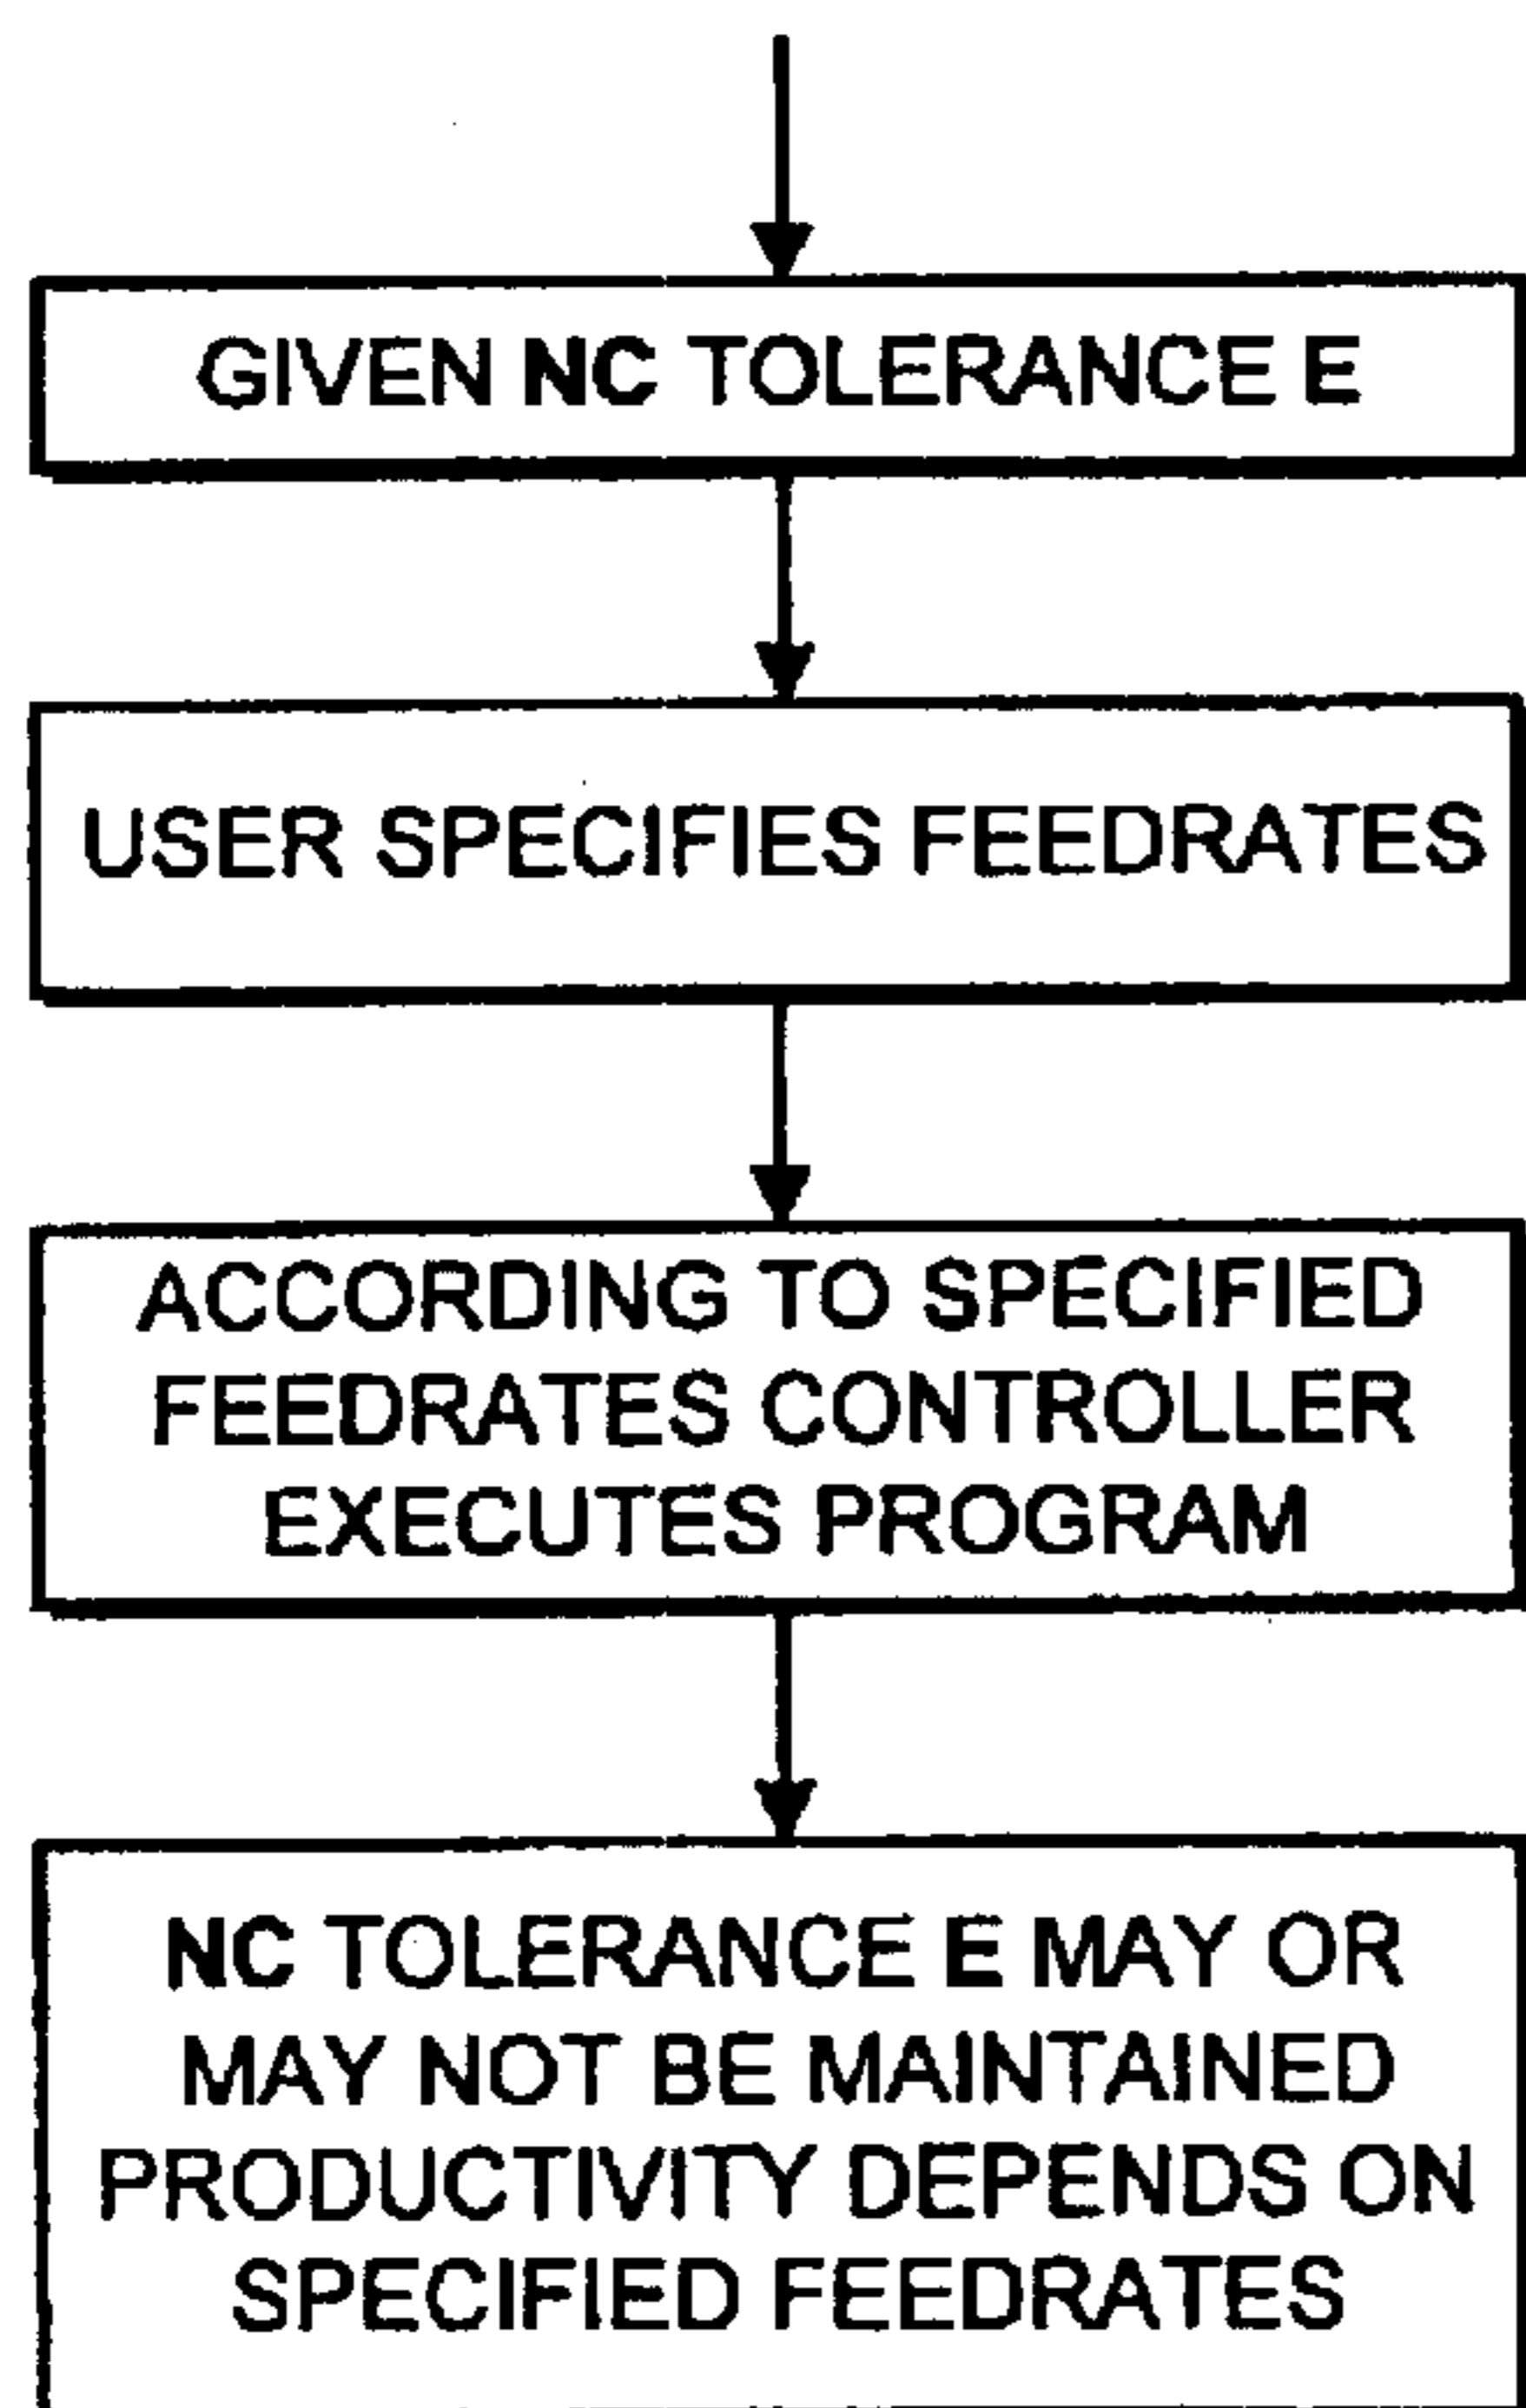 GIVEN NC TOLERANCE E
USER SPECIFIES FEEDRATES
ACCORDING TO SPECIFIED
FEEDRATES CONTROLLER
EXECUTES PROGRAM
NC TOLERANCE E MAY OR
MAY NOT BE MAINTAINED
PRODUCTIVITY DEPENDS ON
SPECIFIED FEEDRATES